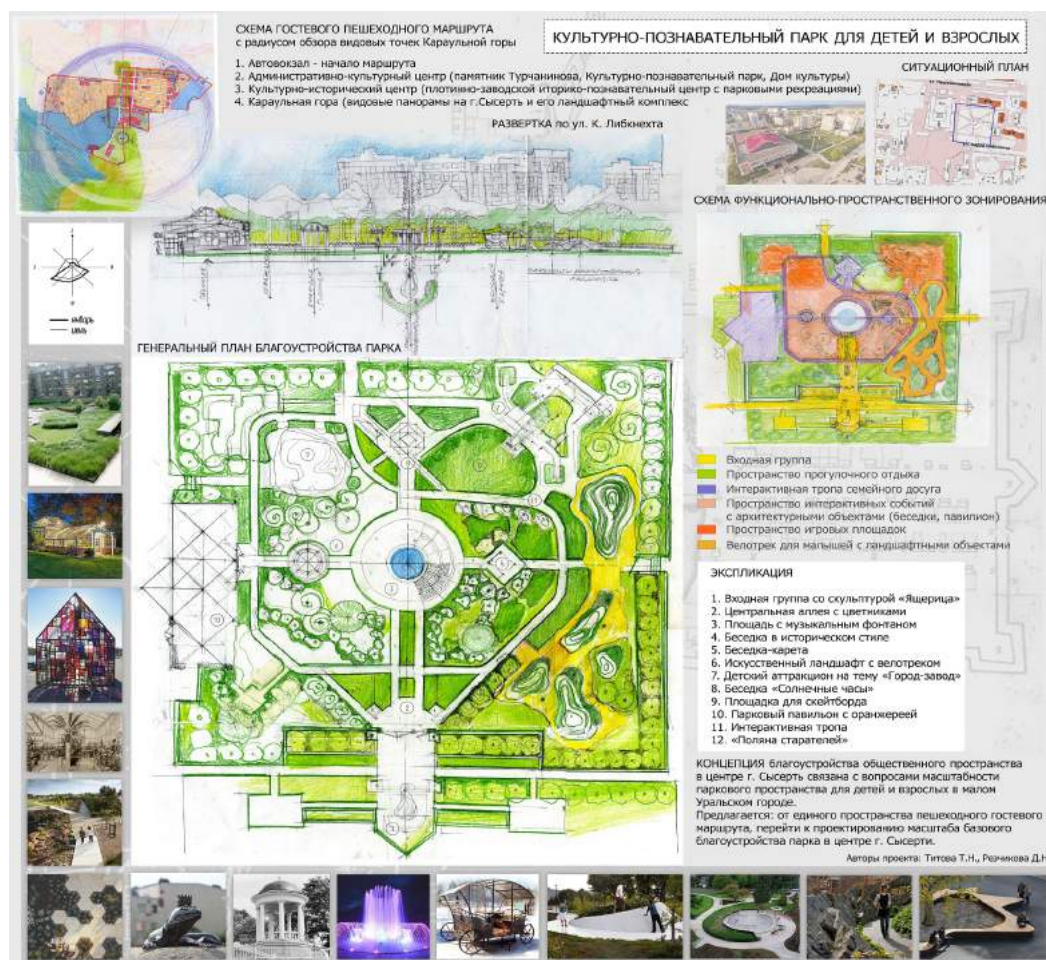 СХЕМА ГОСТЕВОГО ПЕШЕХОДНОГО МАРШРУТА
с радиусом обзора видовых точек Караульной горы
1. Автовокзал - начало маршрута
2. Административно-культурный центр (памятник Турчанинова, Культурно-познавательный парк, Дом культуры)
3. Культурно-исторический центр (плотинно-заводской иторико-познавательный центр с парковыми рекреациями)
4. Караульная гора (видовые панорамы на г.Сысерть и его ландшафтный комплекс
КУЛЬТУРНО-ПОЗНАВАТЕЛЬНЫЙ ПАРК ДЛЯ ДЕТЕЙ И ВЗРОСЛЫХ
СИТУАЦИОННЫЙ ПЛАН
РАЗВЕРТКА по ул. К. Либкнехта
СХЕМА ФУНКЦИОНАЛЬНО-ПРОСТРАНСТВЕННОГО ЗОНИРОВАНИЯ
январь
июль
ГЕНЕРАЛЬНЫЙ ПЛАН БЛАГОУСТРОЙСТВА ПАРКА
Входная группа
Пространство прогулочного отдыха
Интерактивная тропа семейного досуга
Пространство интерактивных событий
с архитектурными объектами (беседки, павилион)
Пространство игровых площадок
Велотрек для малышей с ландшафтными объектами
ЭКСПЛИКАЦИЯ
1. Входная группа со скульптурой «Ящерица»
2. Центральная аллея с цветниками
3. Площадь с музыкальным фонтаном
4. Беседка в историческом стиле
5. Беседка-карета
6. Искусственный ландшафт с велотреком
7. Детский аттракцион на тему «Город-завод»
8. Беседка «Солнечные часы»
9. Площадка для скейтборда
10. Парковый павильон с оранжереей
11. Интерактивная тропа
12. «Поляна старателей»
КОНЦЕПЦИЯ благоустройства общественного пространства
в центре г. Сысерть связана с вопросами масштабности
паркового пространства для детей и взрослых в малом
Уральском городе.
Предлагается: от единого пространства пешеходного гостевого
маршрута, перейти к проектированию масштаба базового
благоустройства парка в центре г. Сысерти.
Авторы проекта: Титова Т.Н., Резчикова Д.Н